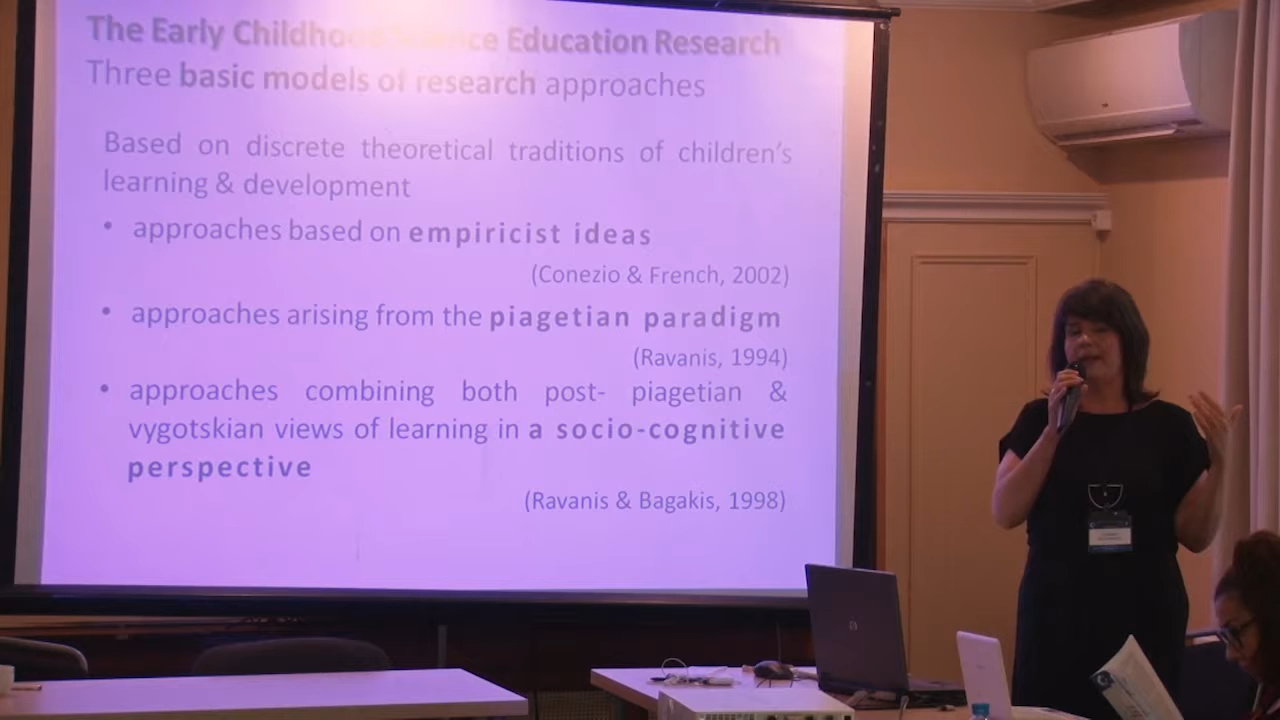 The Early Childhood Science Education Research
Three basic models of research approaches
Based on discrete theoretical traditions of children's
learning & development
• approaches based on empiricist ideas
(Conezio & French, 2002)
• approaches arising from the piagetian paradigm
(Ravanis, 1994)
• approaches combining both post- piagetian &
vygotskian views of learning in a socio-cognitive
perspective
(Ravanis & Bagakis, 1998)